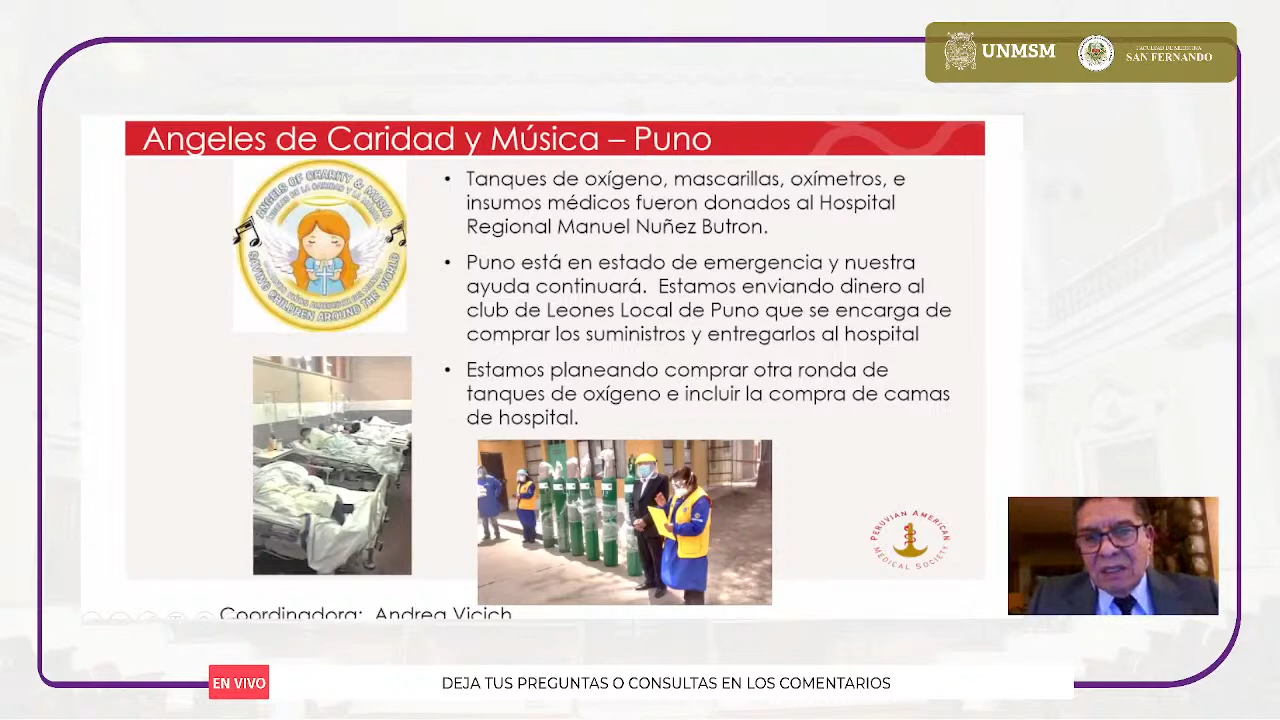 UNMSM
FACULTAD DE MEDICINA
SAN FERNANDO
Angeles de Caridad y Música – Puno
ANGELS OF CHARITY & MUSIC
SAVING CHILDREN AROUND THE WORLD
• Tanques de oxígeno, mascarillas, oxímetros, e
insumos médicos fueron donados al Hospital
Regional Manuel Nuñez Butron.
• Puno está en estado de emergencia y nuestra
ayuda continuará. Estamos enviando dinero al
club de Leones Local de Puno que se encarga de
comprar los suministros y entregarlos al hospital
• Estamos planeando comprar otra ronda de
tanques de oxígeno e incluir la compra de camas
de hospital.
PERUVIAN AMERICAN
MEDICAL SOCIETY
Coordinadora: Andrea Vicich
EN VIVO
DEJA TUS PREGUNTAS O CONSULTAS EN LOS COMENTARIOS